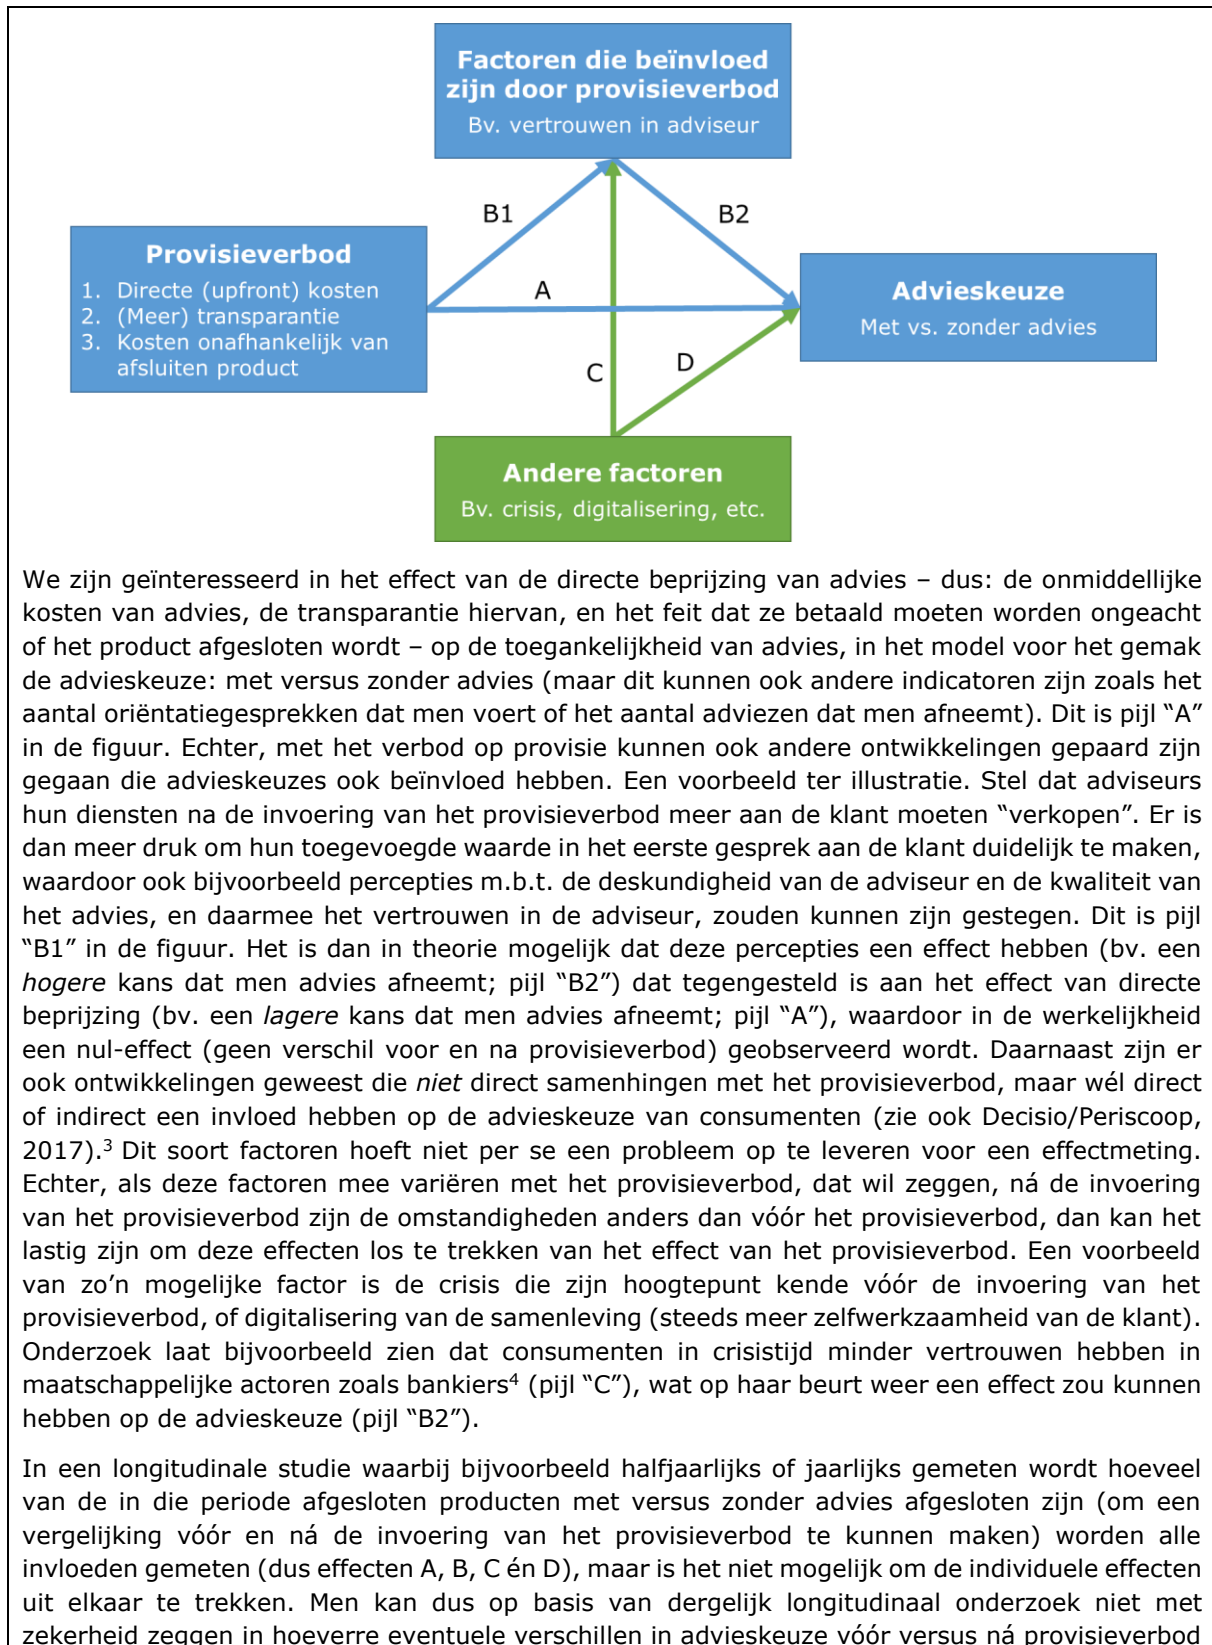 Factoren die beïnvloed
zijn door provisieverbod
Bv. vertrouwen in adviseur
B1
B2
Provisieverbod
1. Directe (upfront) kosten
2. (Meer) transparantie
3. Kosten onafhankelijk van
afsluiten product
A
Advieskeuze
Met vs. zonder advies
C
D
Andere factoren
Bv. crisis, digitalisering, etc.
We zijn geïnteresseerd in het effect van de directe beprijzing van advies – dus: de onmiddellijke
kosten van advies, de transparantie hiervan, en het feit dat ze betaald moeten worden ongeacht
of het product afgesloten wordt – op de toegankelijkheid van advies, in het model voor het gemak
de advieskeuze: met versus zonder advies (maar dit kunnen ook andere indicatoren zijn zoals het
aantal oriëntatiegesprekken dat men voert of het aantal adviezen dat men afneemt). Dit is pijl “A”
in de figuur. Echter, met het verbod op provisie kunnen ook andere ontwikkelingen gepaard zijn
gegaan die advieskeuzes ook beïnvloed hebben. Een voorbeeld ter illustratie. Stel dat adviseurs
hun diensten na de invoering van het provisieverbod meer aan de klant moeten “verkopen”. Er is
dan meer druk om hun toegevoegde waarde in het eerste gesprek aan de klant duidelijk te maken,
waardoor ook bijvoorbeeld percepties m.b.t. de deskundigheid van de adviseur en de kwaliteit van
het advies, en daarmee het vertrouwen in de adviseur, zouden kunnen zijn gestegen. Dit is pijl
“B1” in de figuur. Het is dan in theorie mogelijk dat deze percepties een effect hebben (bv. een
hogere kans dat men advies afneemt; pijl “B2”) dat tegengesteld is aan het effect van directe
beprijzing (bv. een lagere kans dat men advies afneemt; pijl “A”), waardoor in de werkelijkheid
een nul-effect (geen verschil voor en na provisieverbod) geobserveerd wordt. Daarnaast zijn er
ook ontwikkelingen geweest die niet direct samenhingen met het provisieverbod, maar wél direct
of indirect een invloed hebben op de advieskeuze van consumenten (zie ook Decisio/Periscoop,
2017).³ Dit soort factoren hoeft niet per se een probleem op te leveren voor een effectmeting.
Echter, als deze factoren mee variëren met het provisieverbod, dat wil zeggen, ná de invoering
van het provisieverbod zijn de omstandigheden anders dan vóór het provisieverbod, dan kan het
lastig zijn om deze effecten los te trekken van het effect van het provisieverbod. Een voorbeeld
van zo’n mogelijke factor is de crisis die zijn hoogtepunt kende vóór de invoering van het
provisieverbod, of digitalisering van de samenleving (steeds meer zelfwerkzaamheid van de klant).
Onderzoek laat bijvoorbeeld zien dat consumenten in crisistijd minder vertrouwen hebben in
maatschappelijke actoren zoals bankiers⁴ (pijl “C”), wat op haar beurt weer een effect zou kunnen
hebben op de advieskeuze (pijl “B2”).
In een longitudinale studie waarbij bijvoorbeeld halfjaarlijks of jaarlijks gemeten wordt hoeveel
van de in die periode afgesloten producten met versus zonder advies afgesloten zijn (om een
vergelijking vóór en ná de invoering van het provisieverbod te kunnen maken) worden alle
invloeden gemeten (dus effecten A, B, C én D), maar is het niet mogelijk om de individuele effecten
uit elkaar te trekken. Men kan dus op basis van dergelijk longitudinaal onderzoek niet met
zekerheid zeggen in hoeverre eventuele verschillen in advieskeuze vóór versus ná provisieverbod